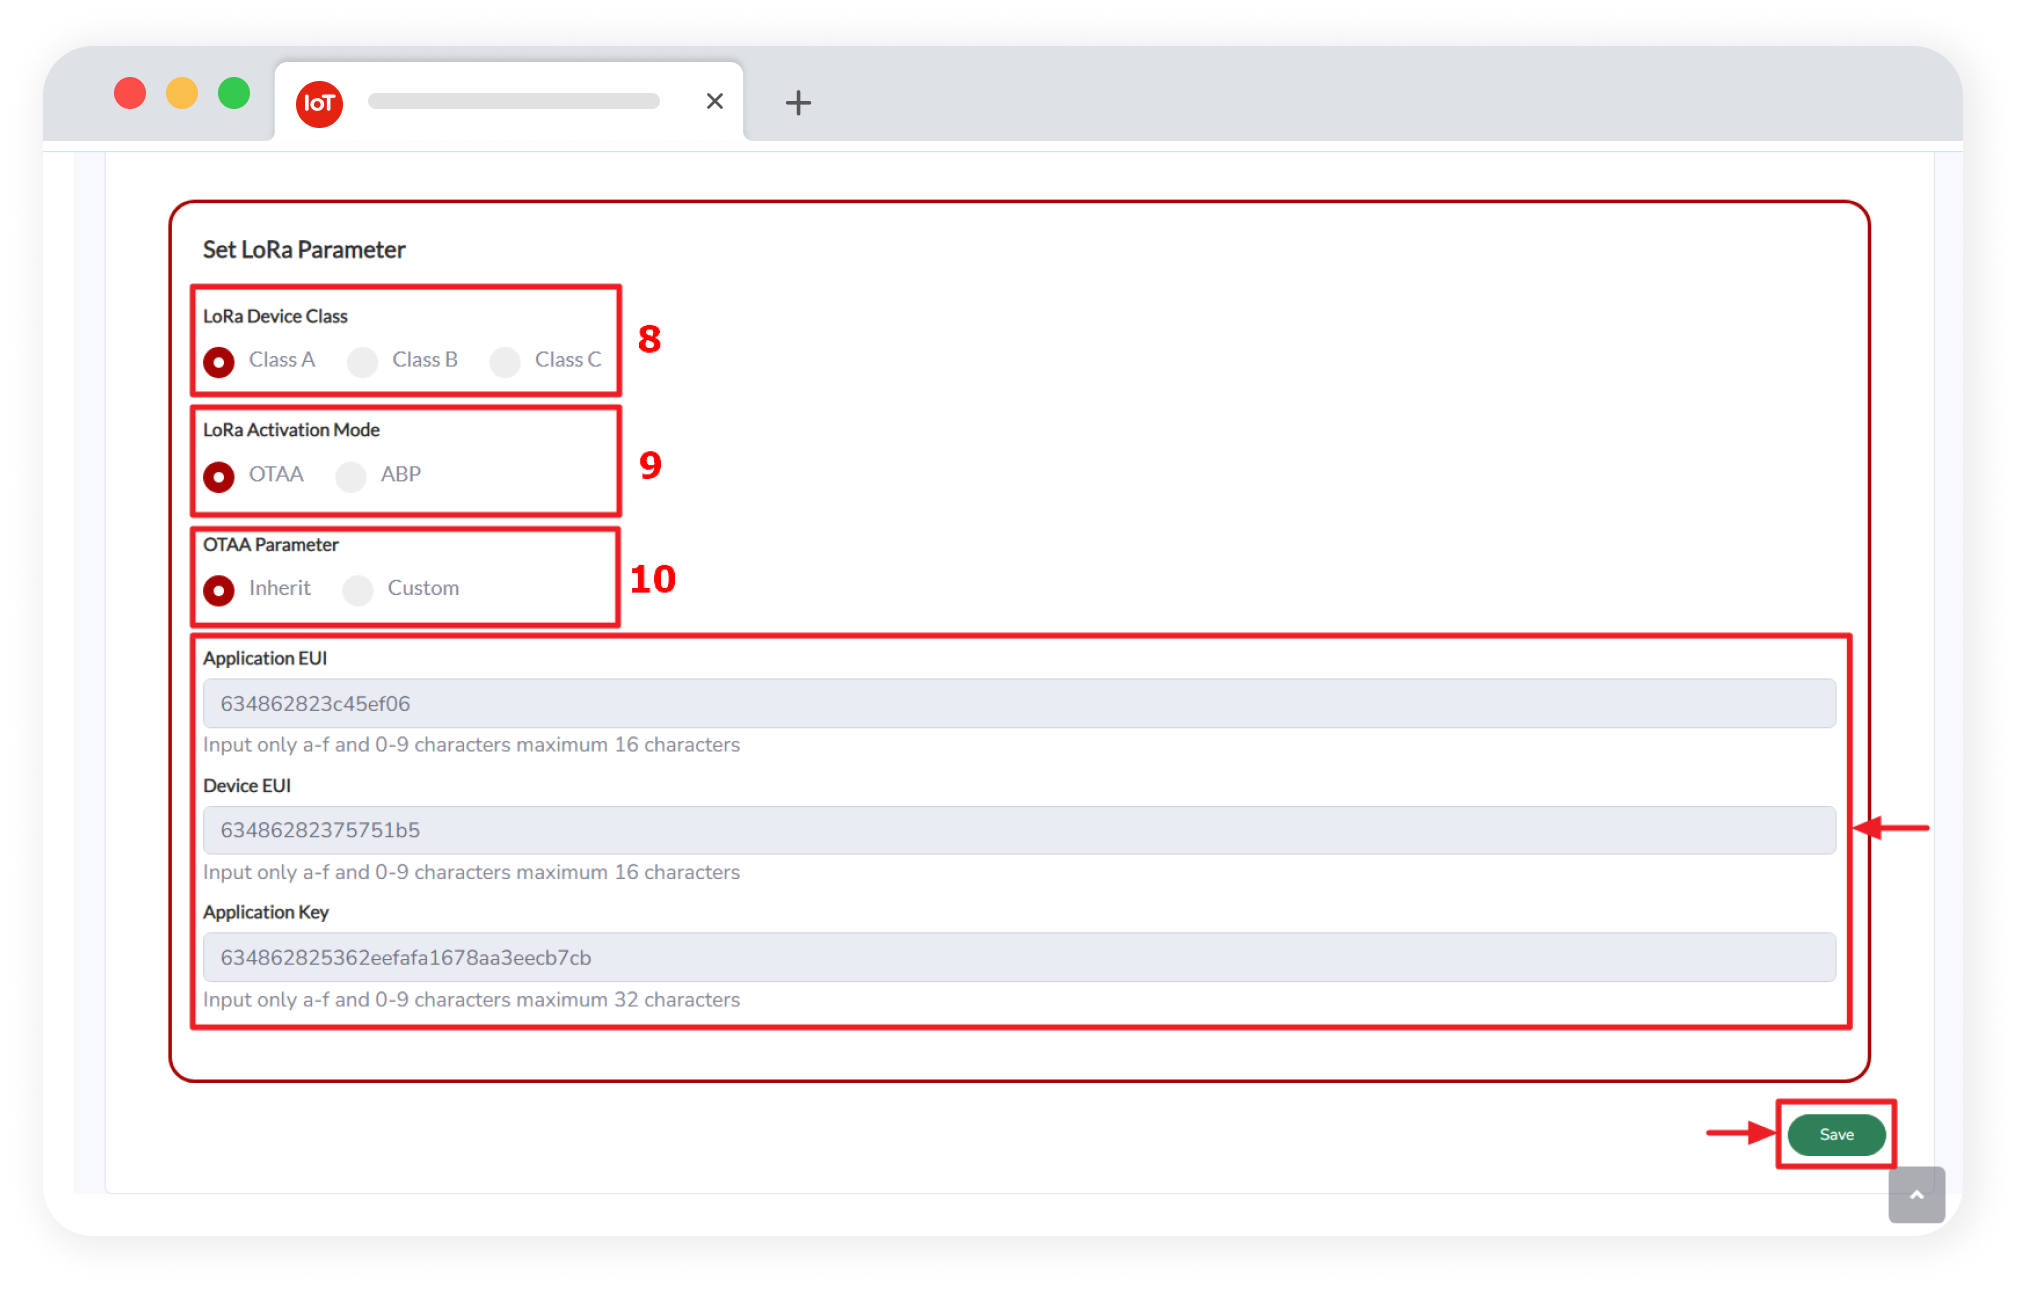 IoT
Set LoRa Parameter
LoRa Device Class
Class A Class B Class C
8
LoRa Activation Mode
OTAA ABP
9
OTAA Parameter
Inherit Custom
10
Application EUI
634862823c45ef06
Input only a-f and 0-9 characters maximum 16 characters
Device EUI
63486282375751b5
Input only a-f and 0-9 characters maximum 16 characters
Application Key
634862825362eefafa1678aa3eecb7cb
Input only a-f and 0-9 characters maximum 32 characters
Save